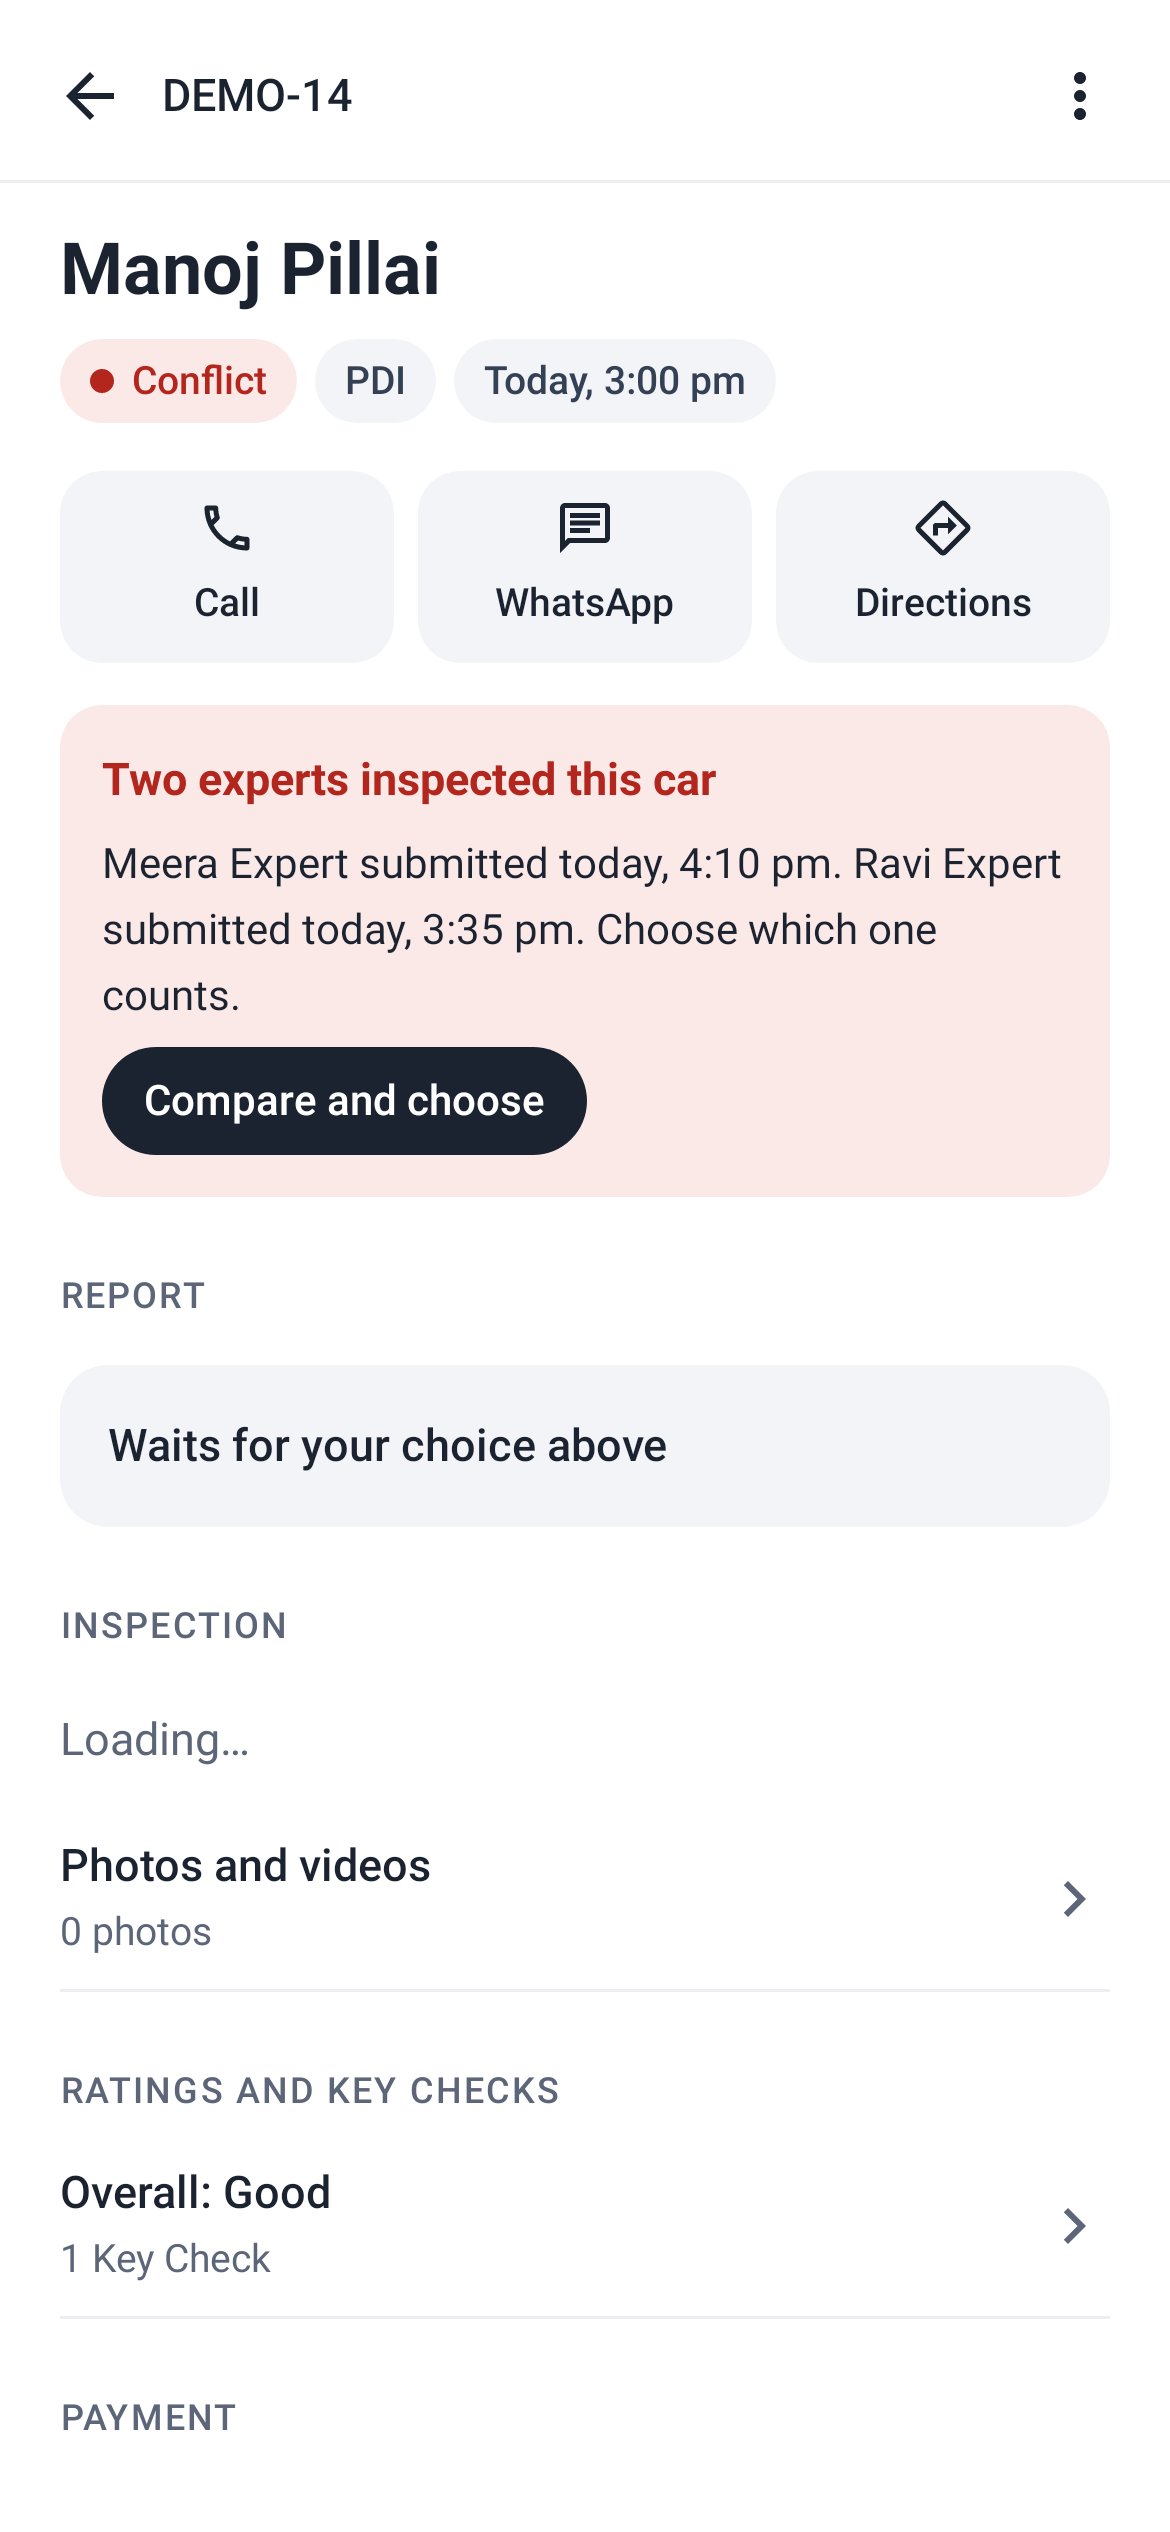 DEMO-14
Manoj Pillai
Conflict
PDI
Today, 3:00 pm
Call
WhatsApp
Directions
Two experts inspected this car
Meera Expert submitted today, 4:10 pm. Ravi Expert
submitted today, 3:35 pm. Choose which one
counts.
Compare and choose
REPORT
Waits for your choice above
INSPECTION
Loading…
Photos and videos
0 photos
RATINGS AND KEY CHECKS
Overall: Good
1 Key Check
PAYMENT